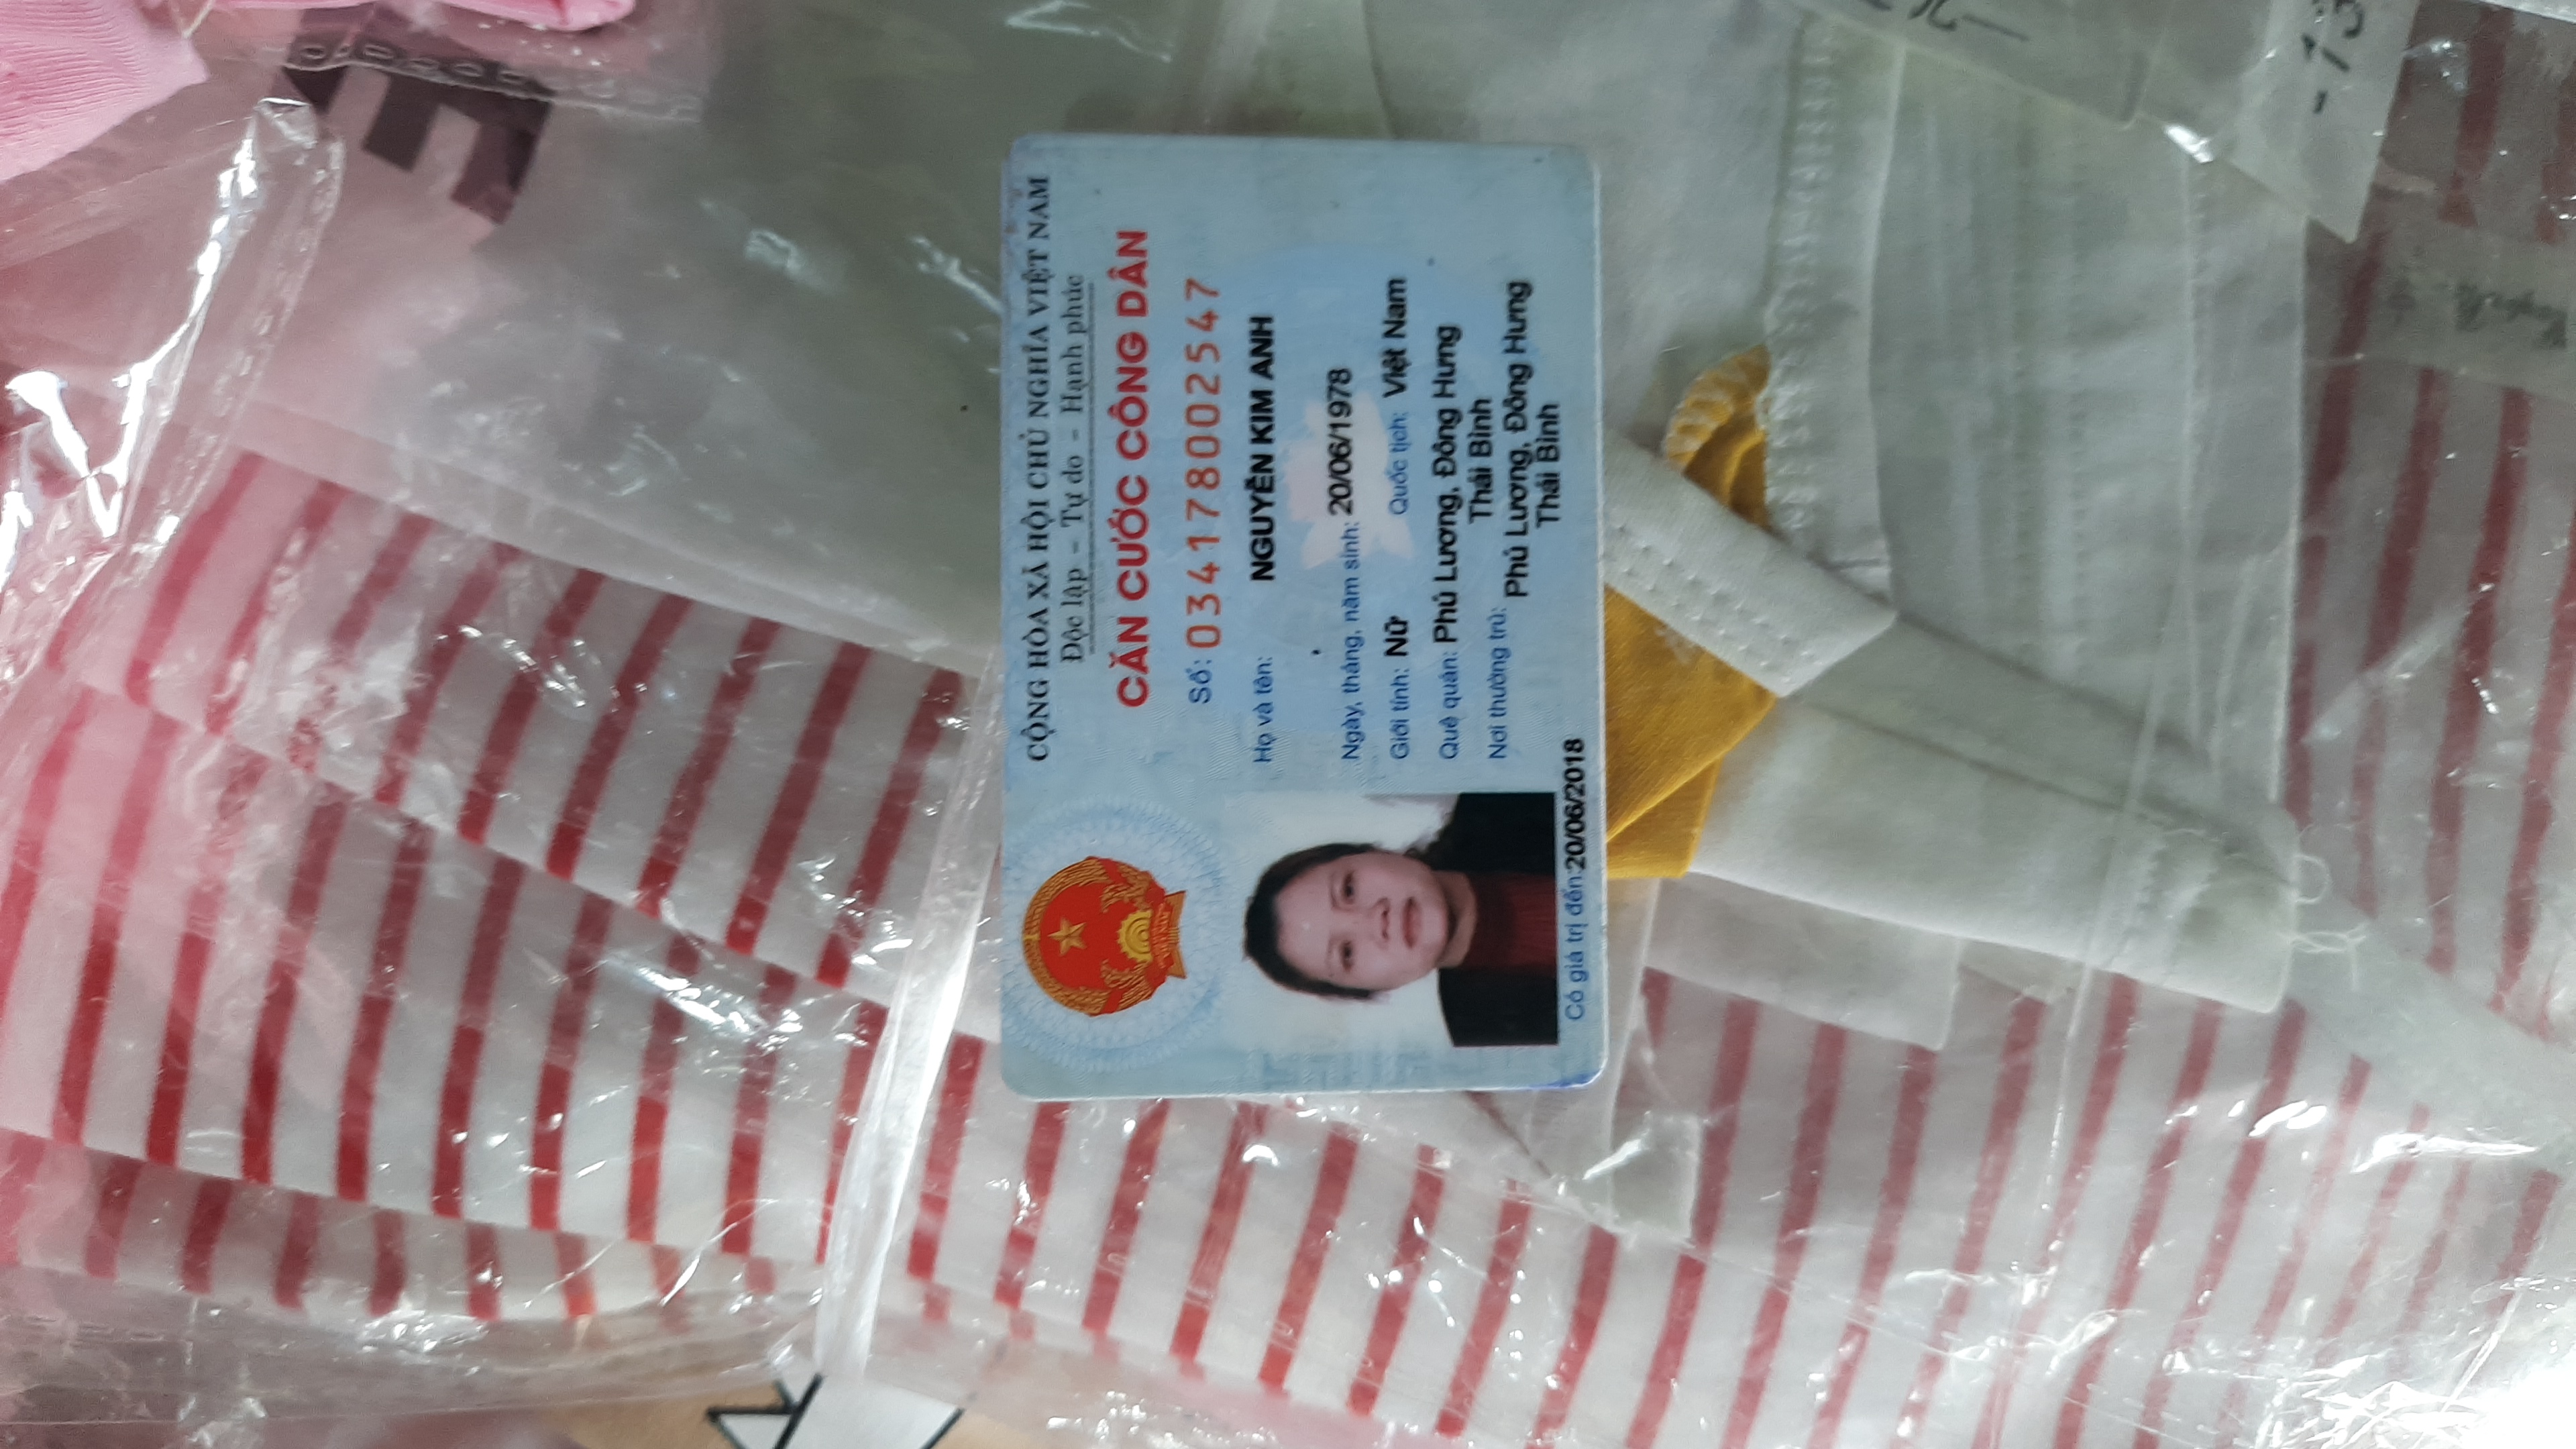 CỘNG HÒA XÃ HỘI CHỦ NGHĨA VIỆT NAM
Độc lập - Tự do - Hạnh phúc
CĂN CƯỚC CÔNG DÂN
Số: 034178002547
Họ và tên: NGUYỄN KIM ANH
Ngày, tháng, năm sinh: 20/06/1978
Giới tính: Nữ Quốc tịch: Việt Nam
Quê quán: Phú Lương, Đông Hưng
Thái Bình
Nơi thường trú:
Phú Lương, Đông Hưng
Thái Bình
Có giá trị đến: 20/06/2018